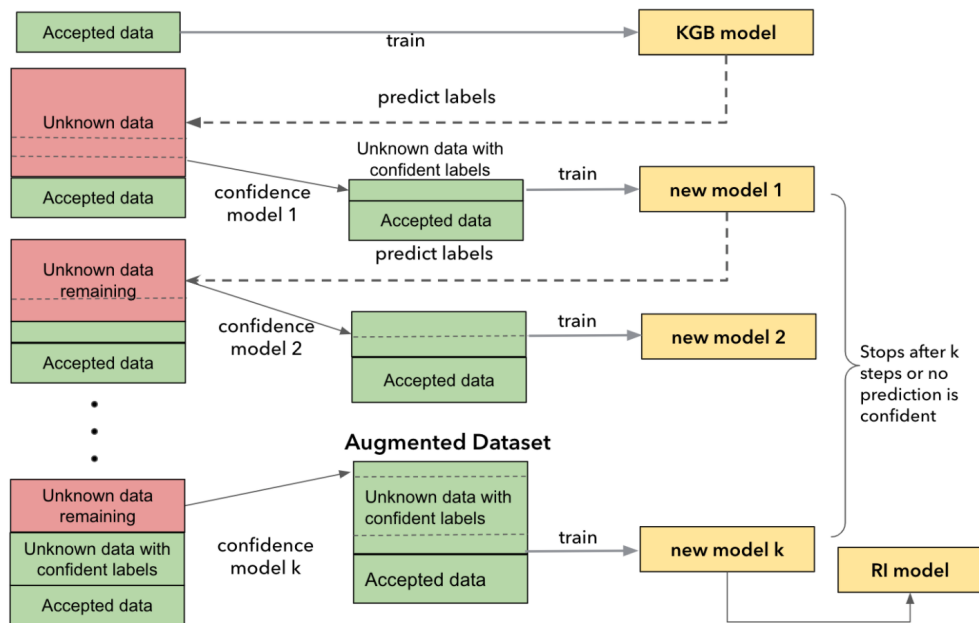 Accepted data
train
KGB model
predict labels
Unknown data
Accepted data
confidence
model 1
Unknown data with
confident labels
Accepted data
train
new model 1
predict labels
Unknown data
remaining
Accepted data
confidence
model 2
Accepted data
train
new model 2
Stops after k
steps or no
prediction is
confident
Augmented Dataset
Unknown data
remaining
Unknown data with
confident labels
Accepted data
confidence
model k
Unknown data with
confident labels
Accepted data
train
new model k
RI model